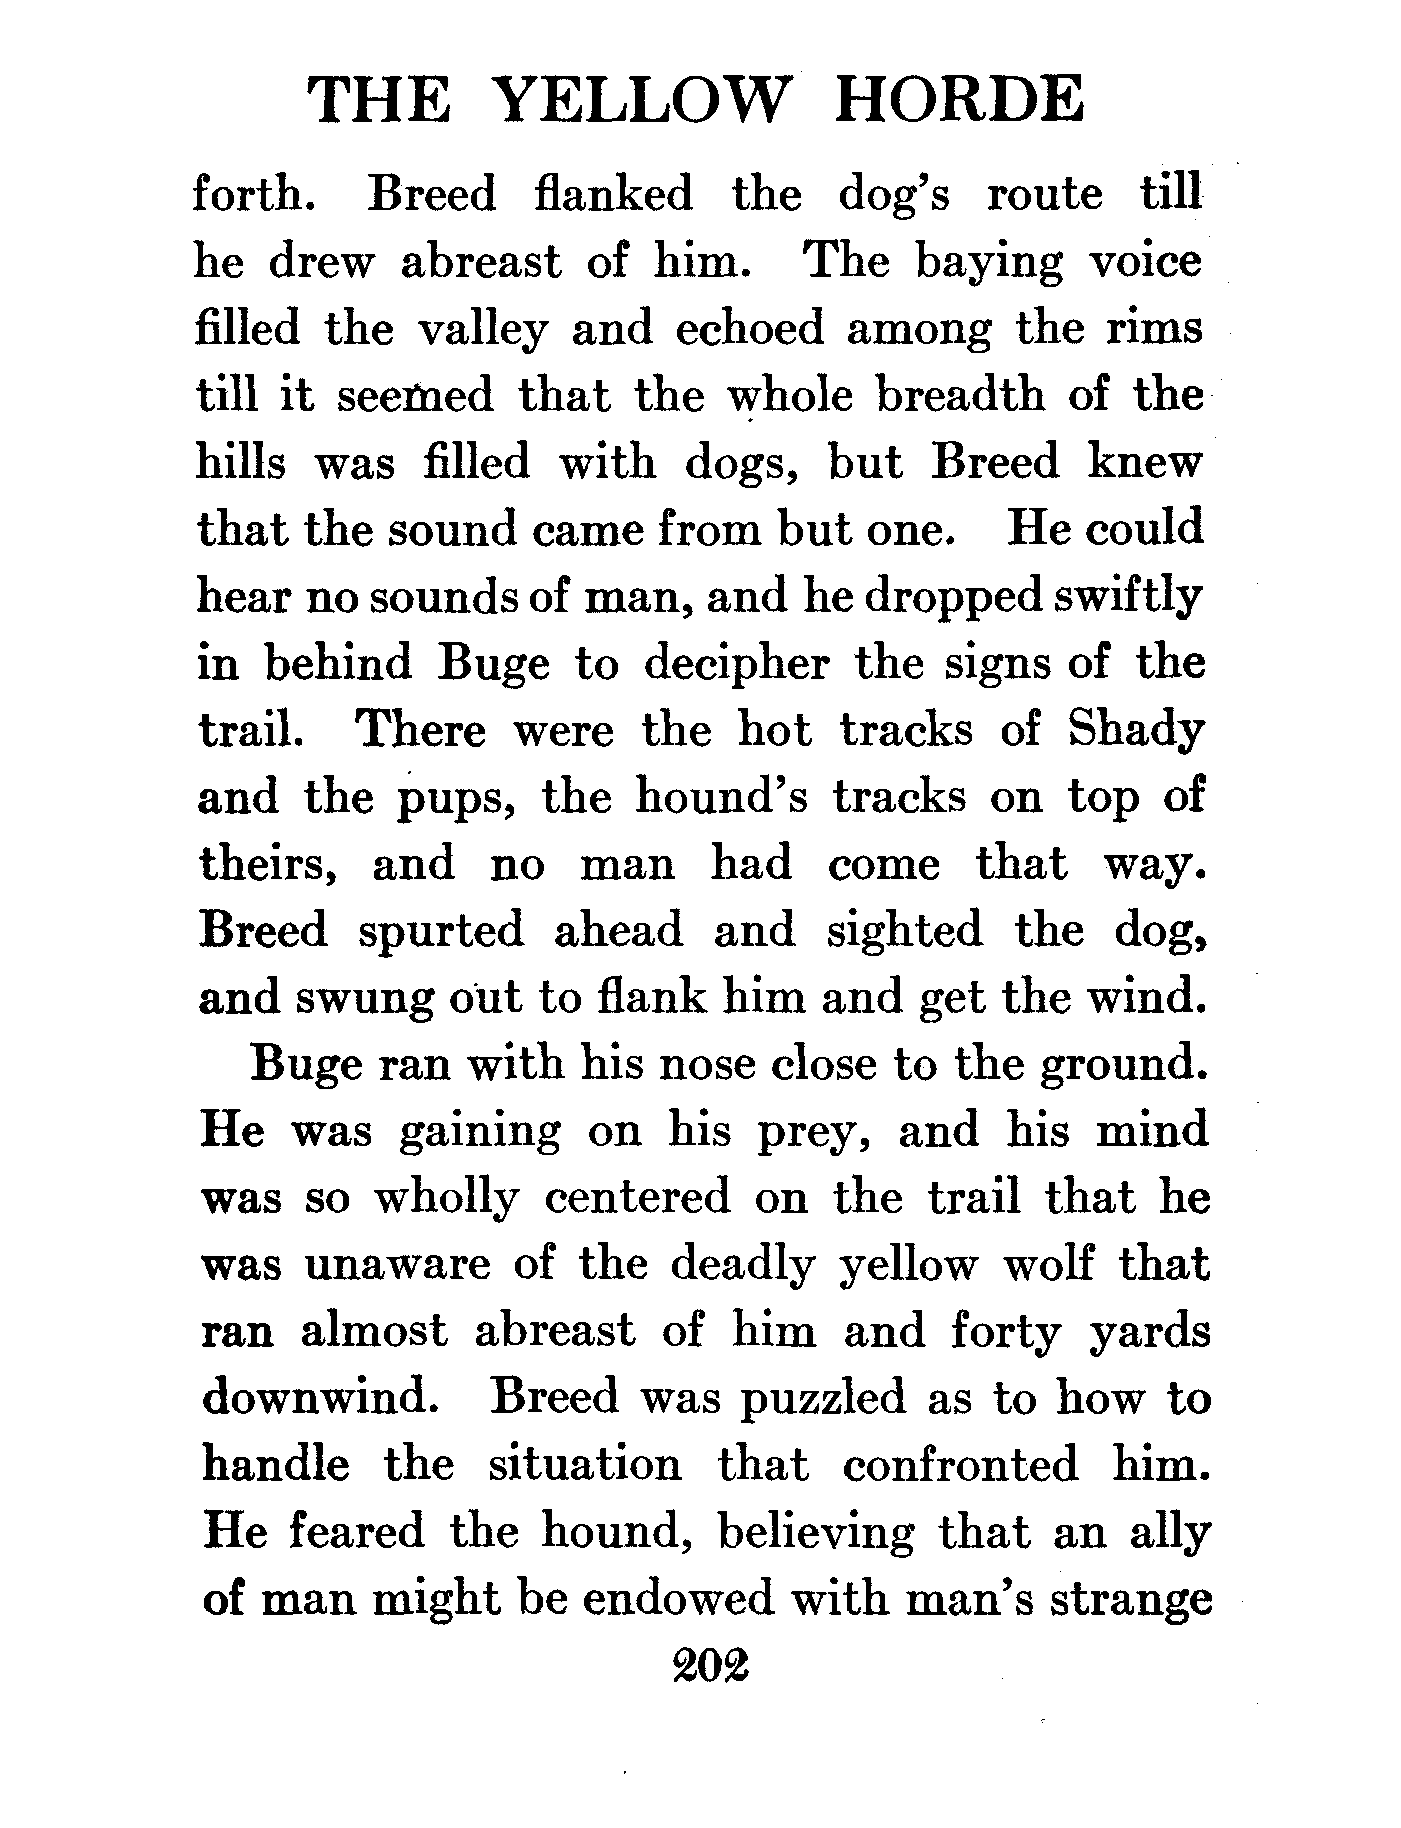 THE YELLOW HORDE
forth. Breed flanked the dog's route till
he drew abreast of him. The baying voice
filled the valley and echoed among the rims
till it seemed that the whole breadth of the
hills was filled with dogs, but Breed knew
that the sound came from but one. He could
hear no sounds of man, and he dropped swiftly
in behind Buge to decipher the signs of the
trail. There were the hot tracks of Shady
and the pups, the hound's tracks on top of
theirs, and no man had come that way.
Breed spurted ahead and sighted the dog,
and swung out to flank him and get the wind.
Buge ran with his nose close to the ground.
He was gaining on his prey, and his mind
was so wholly centered on the trail that he
was unaware of the deadly yellow wolf that
ran almost abreast of him and forty yards
downwind. Breed was puzzled as to how to
handle the situation that confronted him.
He feared the hound, believing that an ally
of man might be endowed with man's strange
202